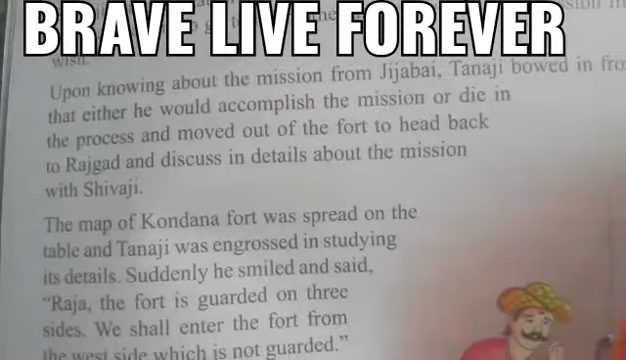 BRAVE LIVE FOREVER
wish.
Upon knowing about the mission from Jijabai, Tanaji bowed in
that either he would accomplish the mission or die in
the process and moved out of the fort to head back
to Rajgad and discuss in details about the mission
with Shivaji.
The map of Kondana fort was spread on the
table and Tanaji was engrossed in studying
its details. Suddenly he smiled and said,
“Raja, the fort is guarded on three
sides. We shall enter the fort from
the west side which is not guarded.”